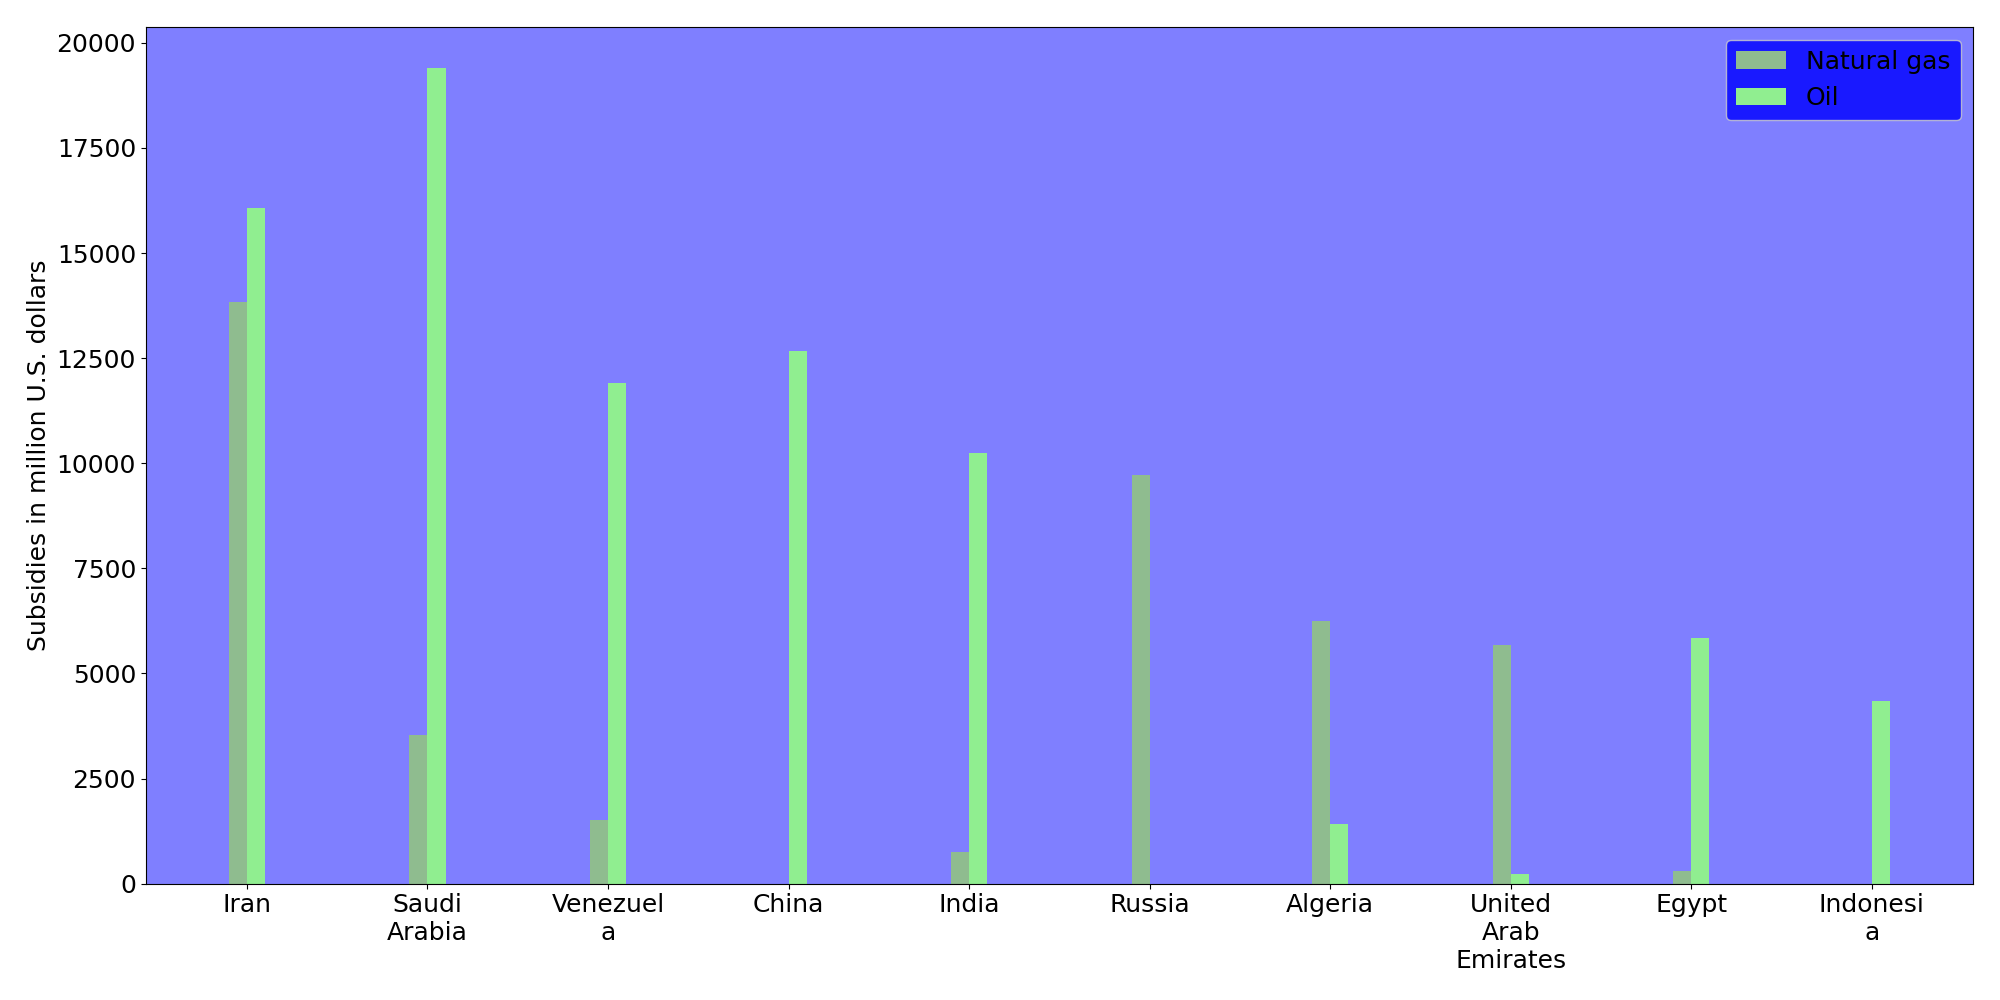 20000
17500
15000
12500
10000
7500
5000
2500
0
Subsidies in million U.S. dollars
Natural gas
Oil
Iran
Saudi
Arabia
Venezuel
a
China
India
Russia
Algeria
United
Arab
Emirates
Egypt
Indonesi
a